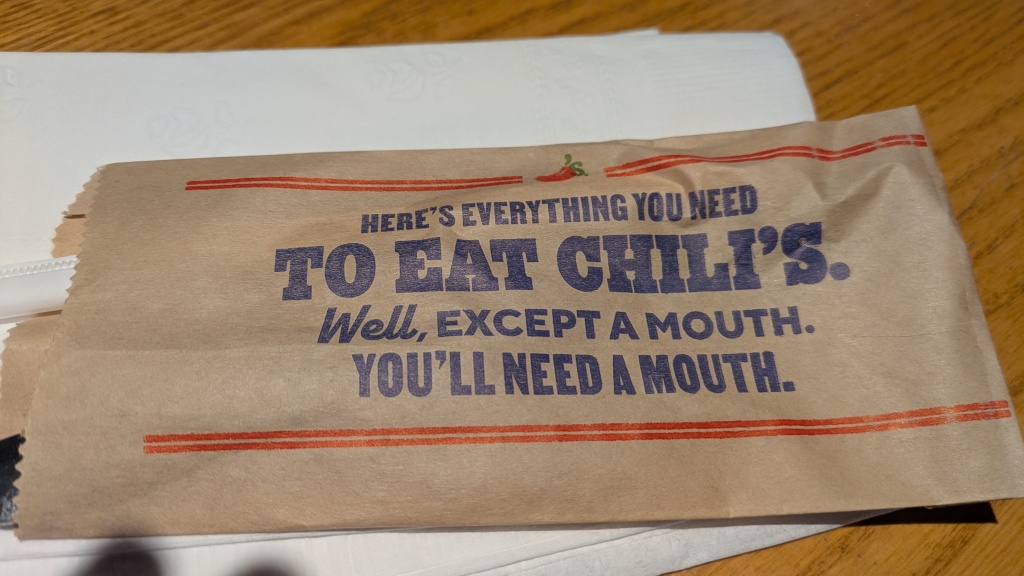 HERE'S EVERYTHING YOU NEED
TO EAT CHILI'S.
Well, EXCEPT A MOUTH.
YOU'LL NEED A MOUTH.